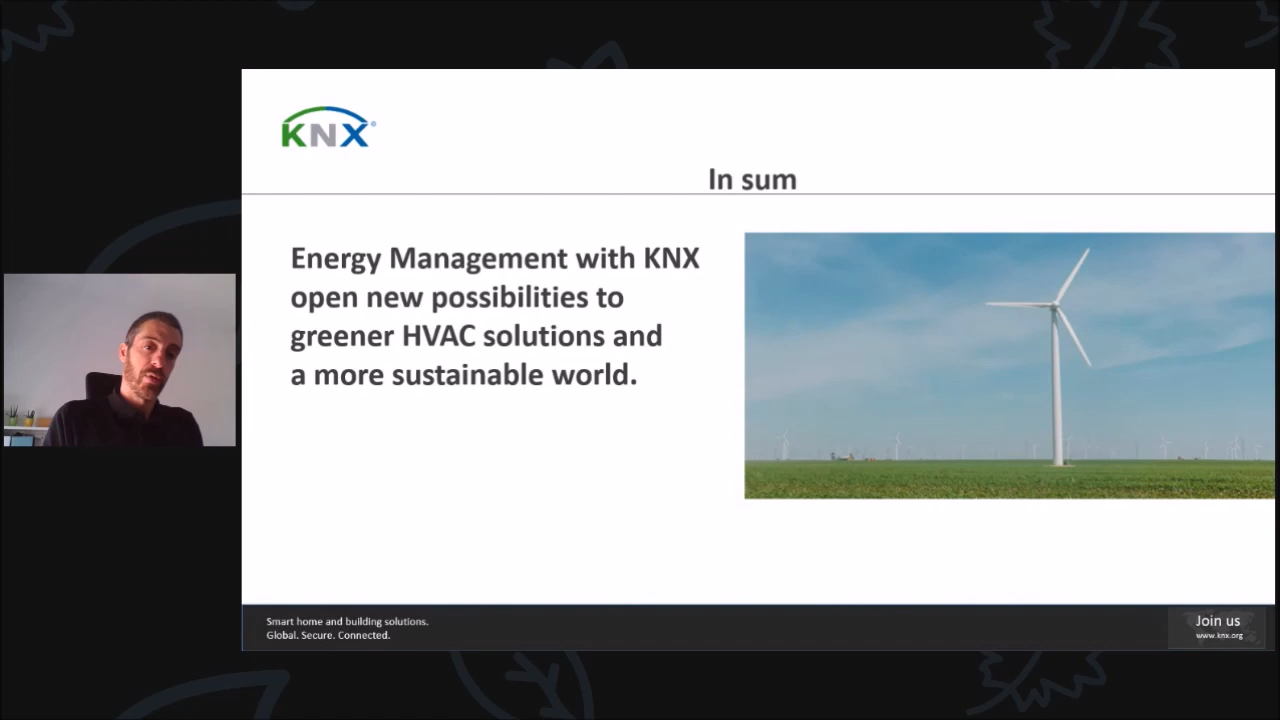 KNX®
In sum
Energy Management with KNX
open new possibilities to
greener HVAC solutions and
a more sustainable world.
Smart home and building solutions.
Global. Secure. Connected.
Join us
www.knx.org